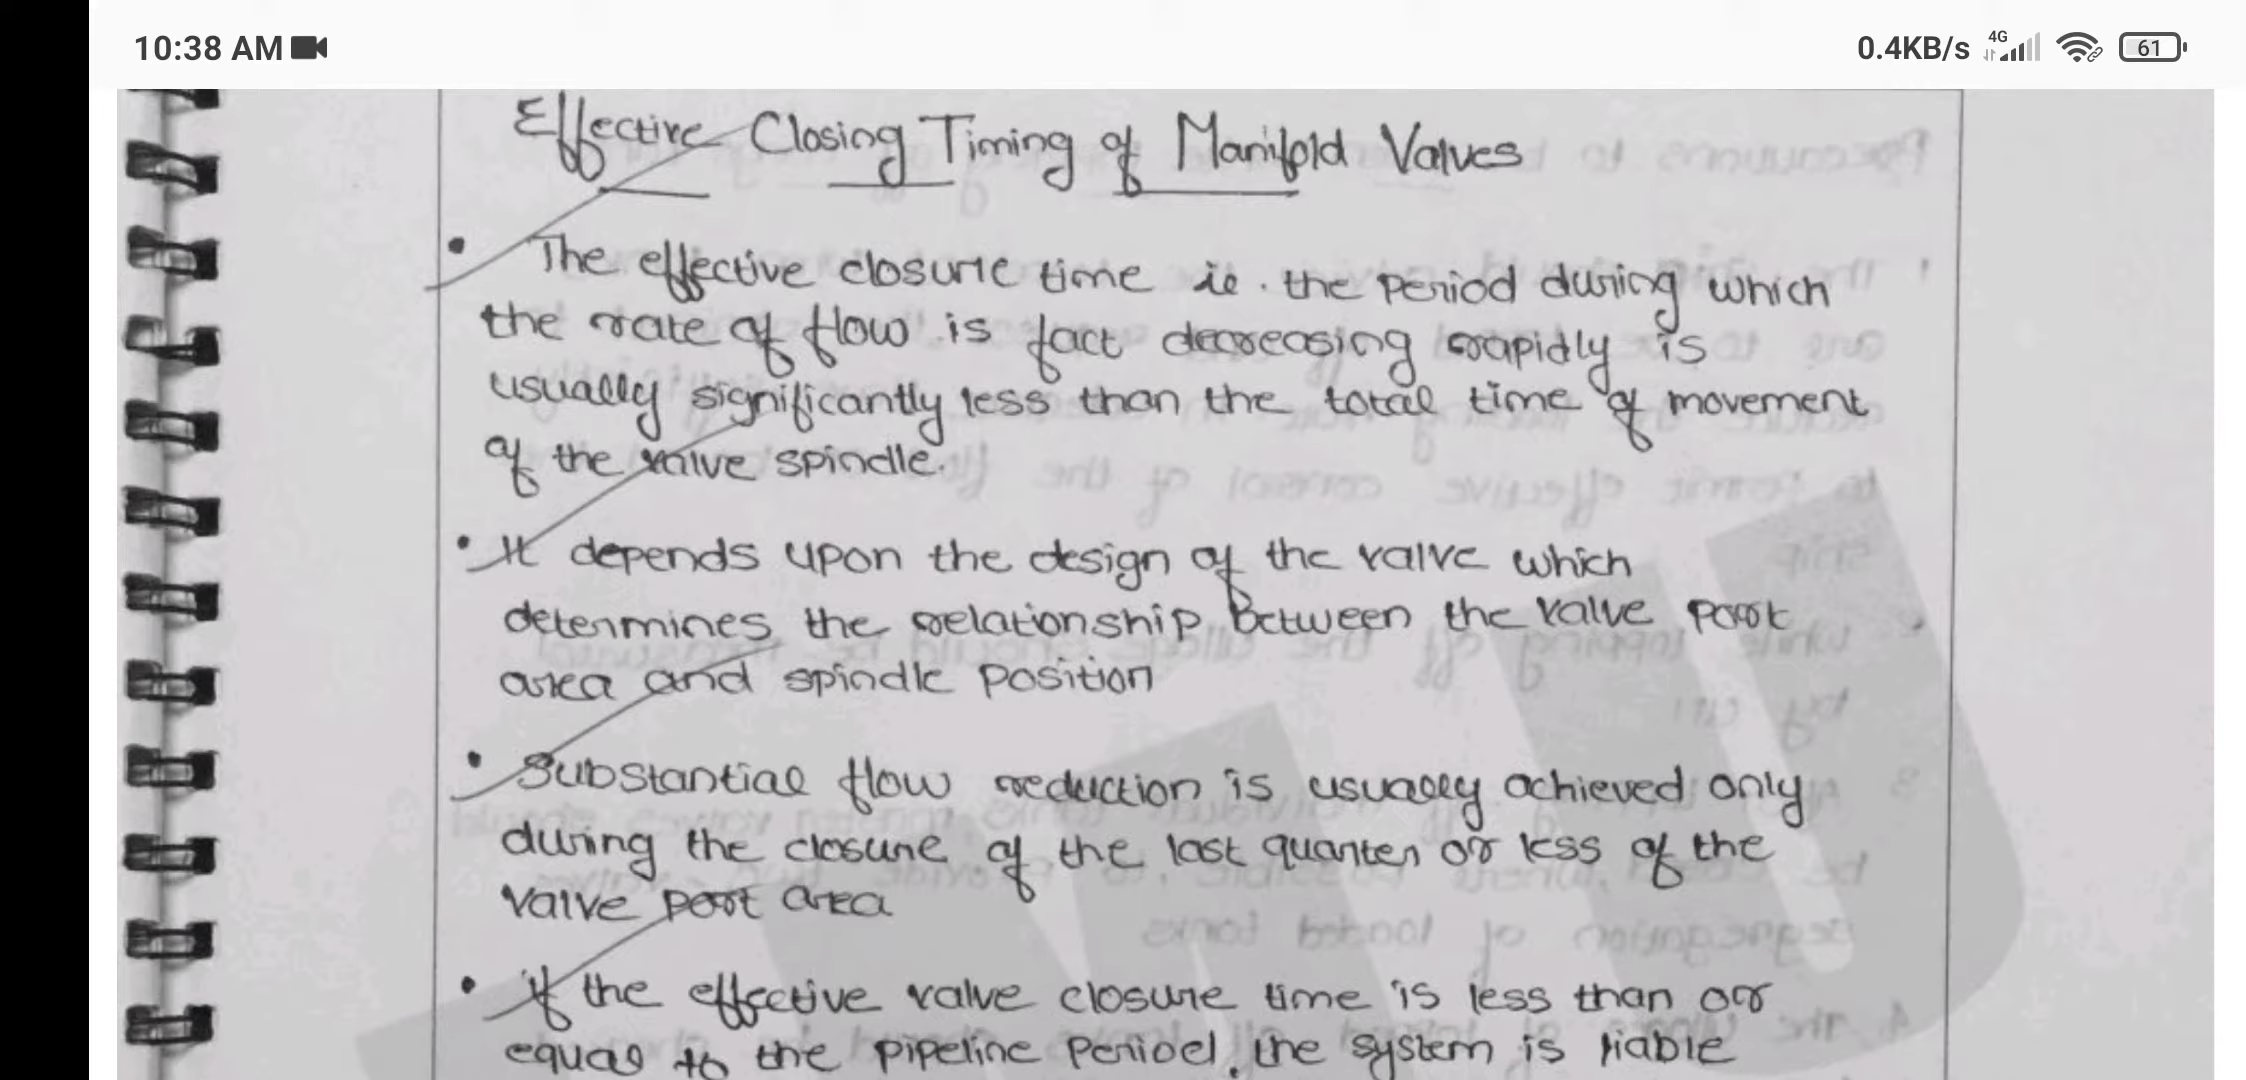 10:38 AM
0.4KB/s 4G 61
Effective Closing Timing of Manifold Valves
• The effective closure time ie. the period during which
the rate of flow is fact decreasing rapidly is
usually significantly less than the total time of movement
of the valve spindle.
• It depends upon the design of the valve which
determines the relationship Between the valve port
area and spindle position
• Substantial flow reduction is usually achieved only
during the closure of the last quarter or less of the
valve port area
• if the effective valve closure time is less than or
equal to the pipeline period, the system is liable